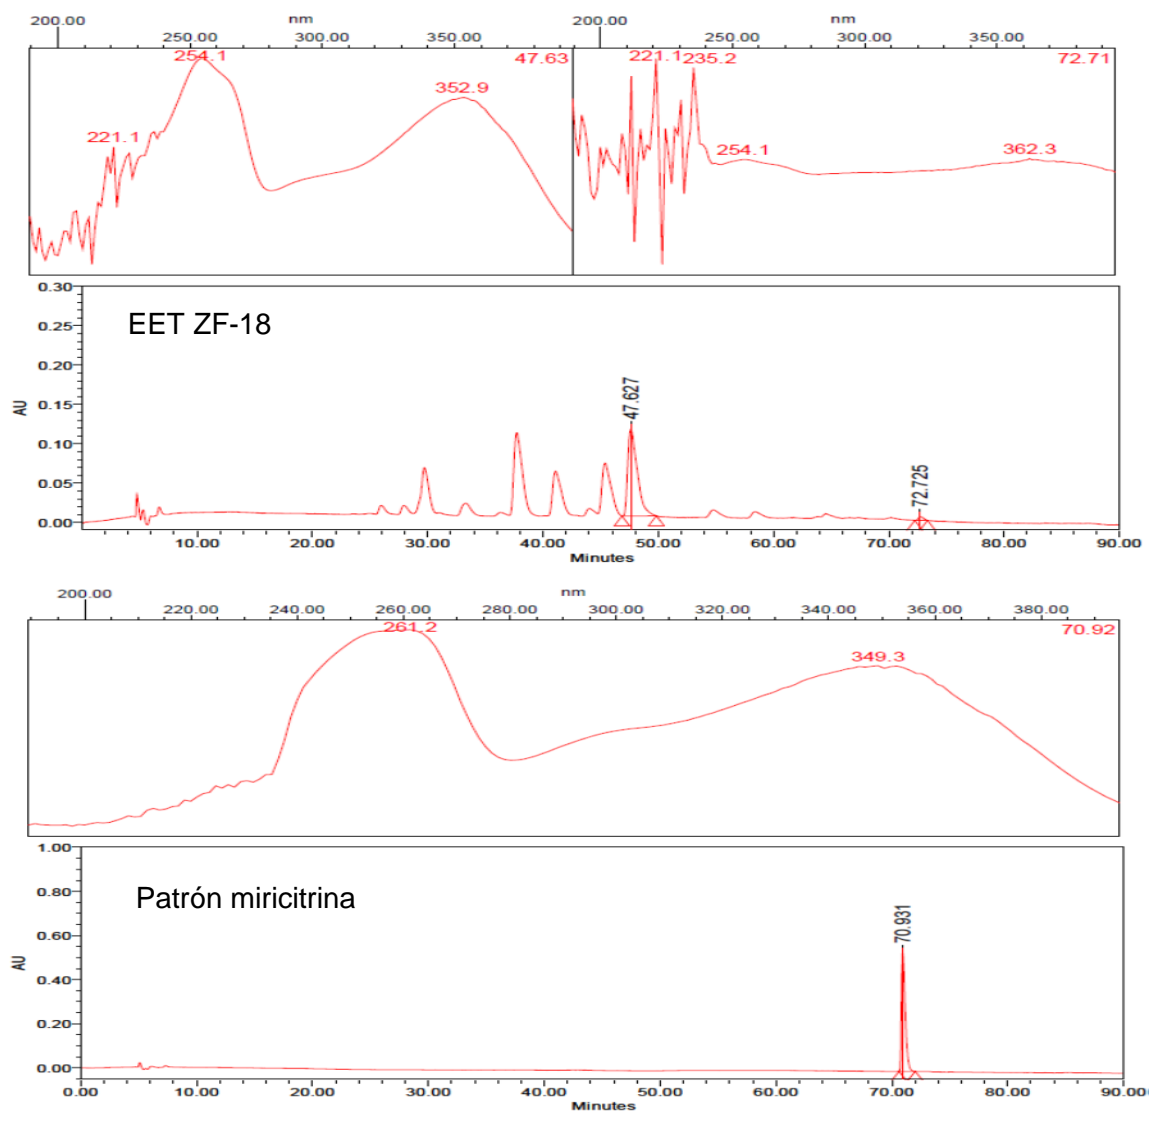 200.00 nm 200.00 nm
250.00 300.00 350.00 250.00 300.00 350.00
254.1 47.63 221.1 235.2 72.71
352.9
221.1
254.1 362.3
0.30
EET ZF-18
0.25
0.20
0.15
0.10
0.05
0.00
AU
47.627
72.725
10.00 20.00 30.00 40.00 50.00 60.00 70.00 80.00 90.00
Minutes
200.00 nm
220.00 240.00 260.00 280.00 300.00 320.00 340.00 360.00 380.00
261.2 70.92
349.3
1.00
Patrón miricitrina
0.80
0.60
0.40
0.20
0.00
AU
70.931
0.00 10.00 20.00 30.00 40.00 50.00 60.00 70.00 80.00 90.00
Minutes